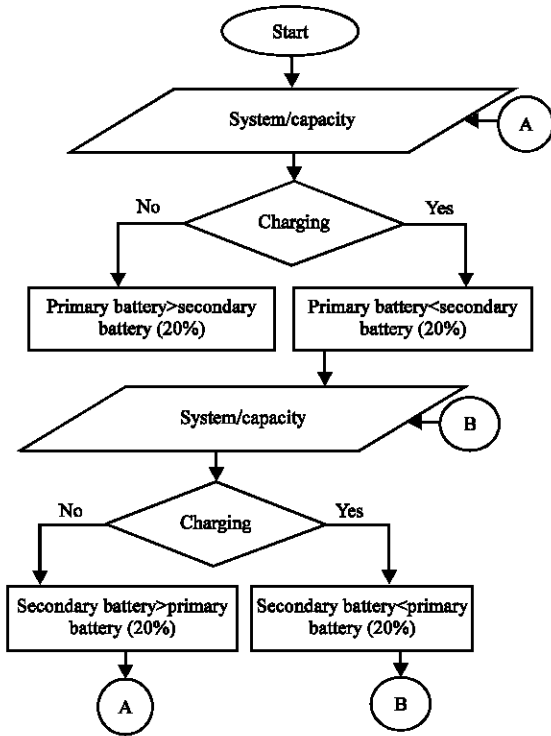 Start
System/capacity
A
Charging
No
Yes
Primary battery>secondary
battery (20%)
Primary battery<secondary
battery (20%)
System/capacity
B
Charging
No
Yes
Secondary battery>primary
battery (20%)
Secondary battery<primary
battery (20%)
A
B